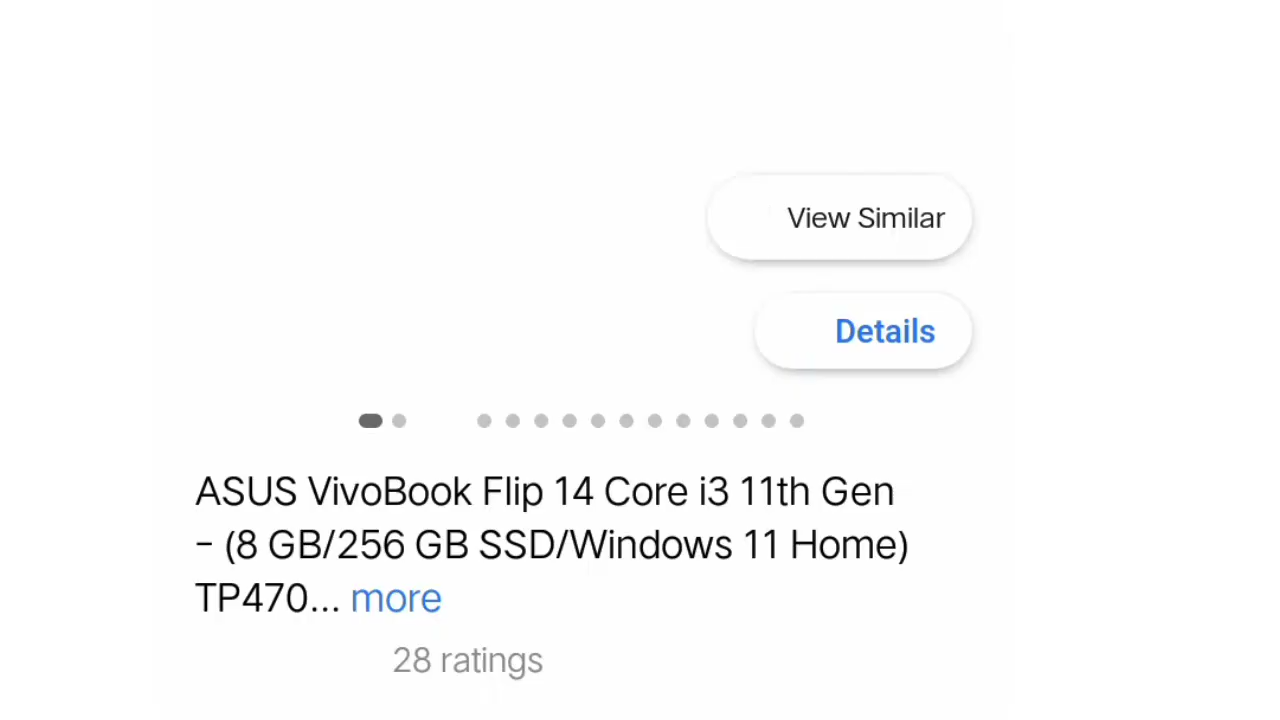 View Similar
Details
ASUS VivoBook Flip 14 Core i3 11th Gen
- (8 GB/256 GB SSD/Windows 11 Home)
TP470... more
28 ratings